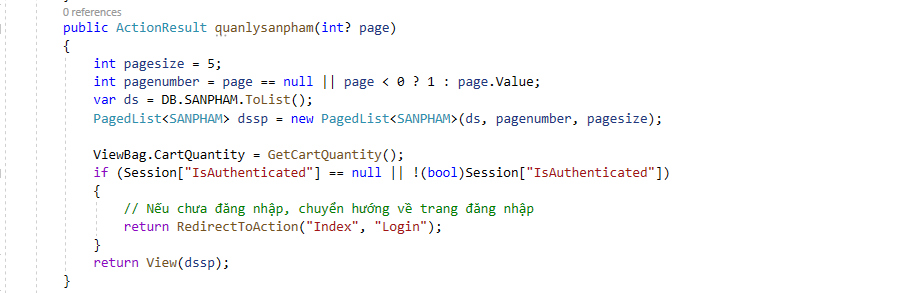 0 references
public ActionResult quanlysanpham(int? page)
{
int pagesize = 5;
int pagenumber = page == null || page < 0 ? 1 : page.Value;
var ds = DB.SANPHAM.ToList();
PagedList<SANPHAM> dssp = new PagedList<SANPHAM>(ds, pagenumber, pagesize);
ViewBag.CartQuantity = GetCartQuantity();
if (Session["IsAuthenticated"] == null || !(bool)Session["IsAuthenticated"])
{
// Nếu chưa đăng nhập, chuyển hướng về trang đăng nhập
return RedirectToAction("Index", "Login");
}
return View(dssp);
}